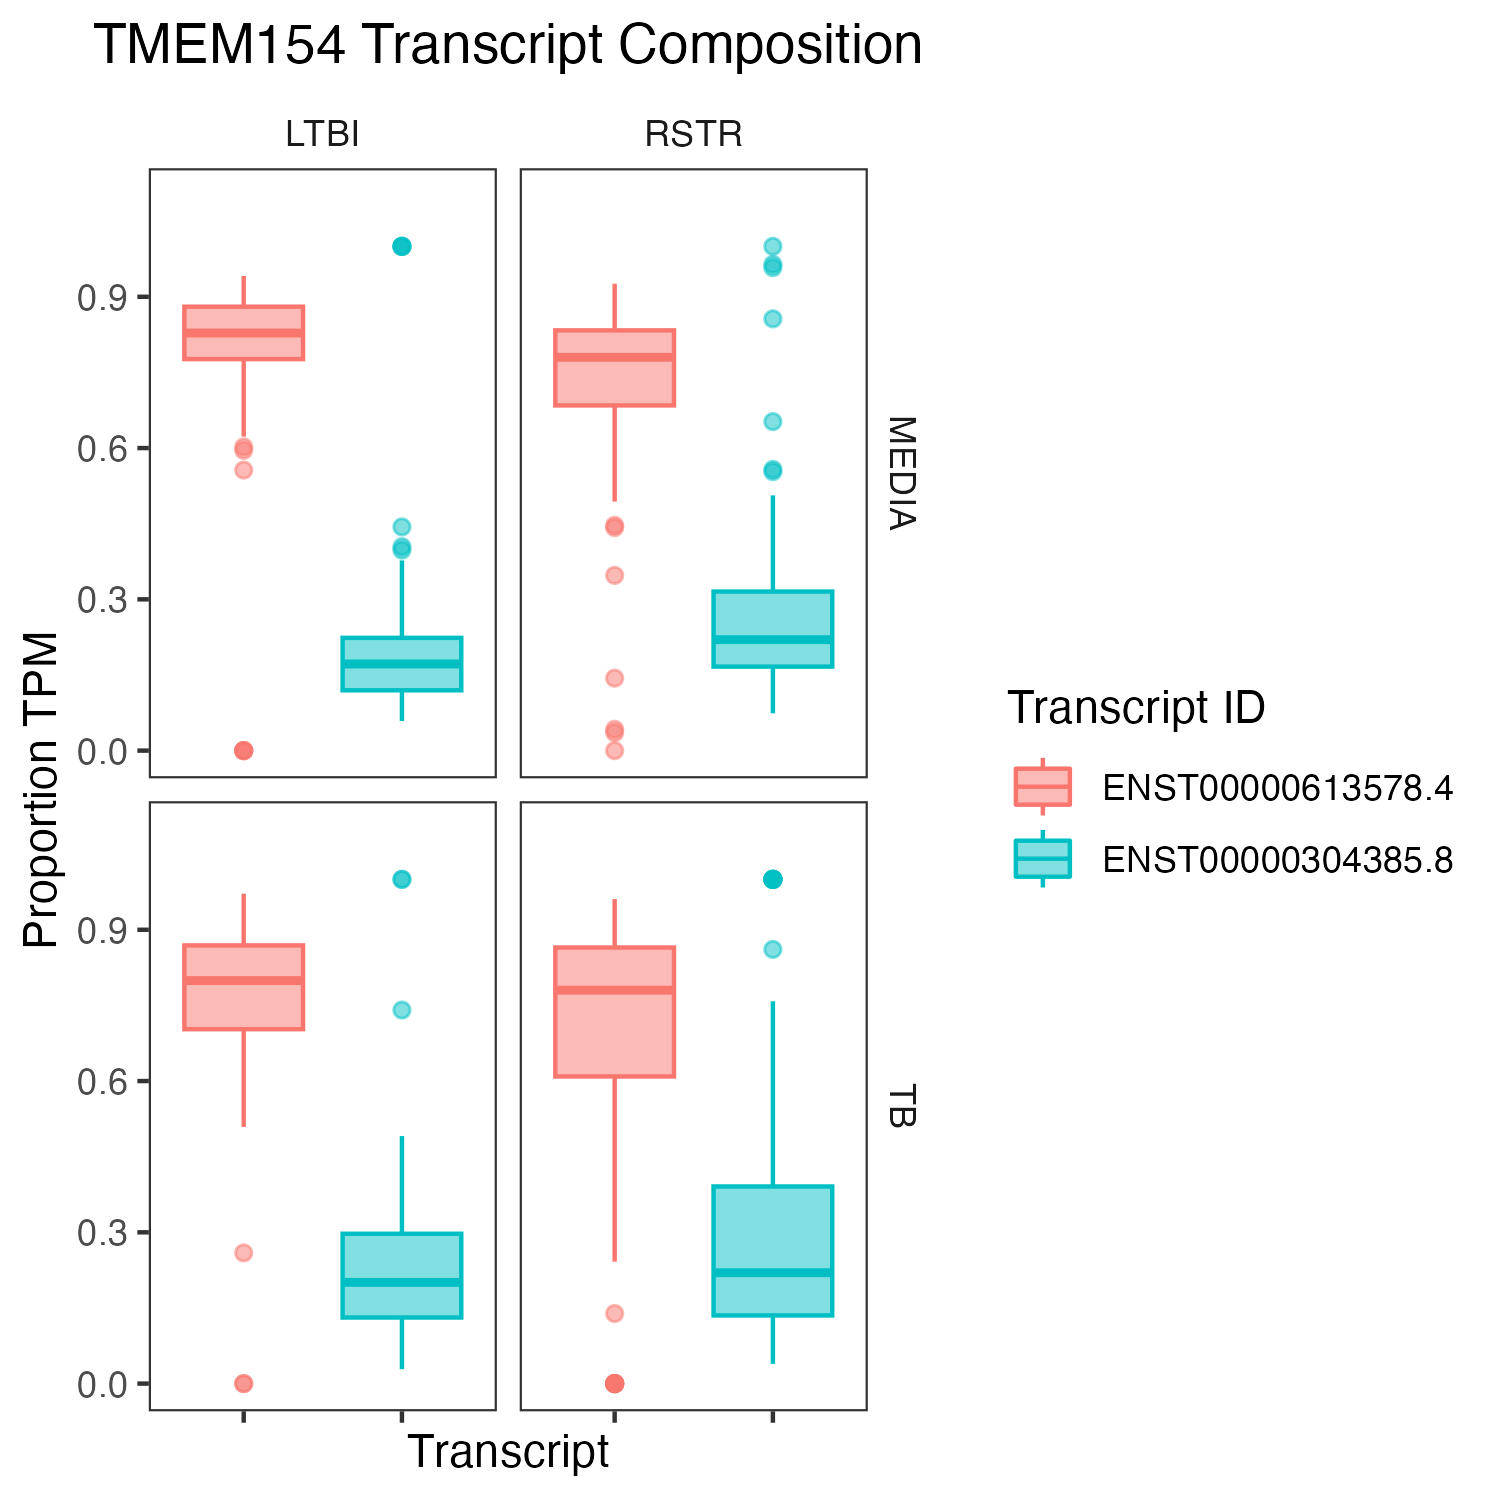 TMEM154 Transcript Composition
LTBI
RSTR
0.9
0.6
0.3
0.0
MEDIA
0.9
0.6
0.3
0.0
TB
Proportion TPM
Transcript
Transcript ID
ENST00000613578.4
ENST00000304385.8